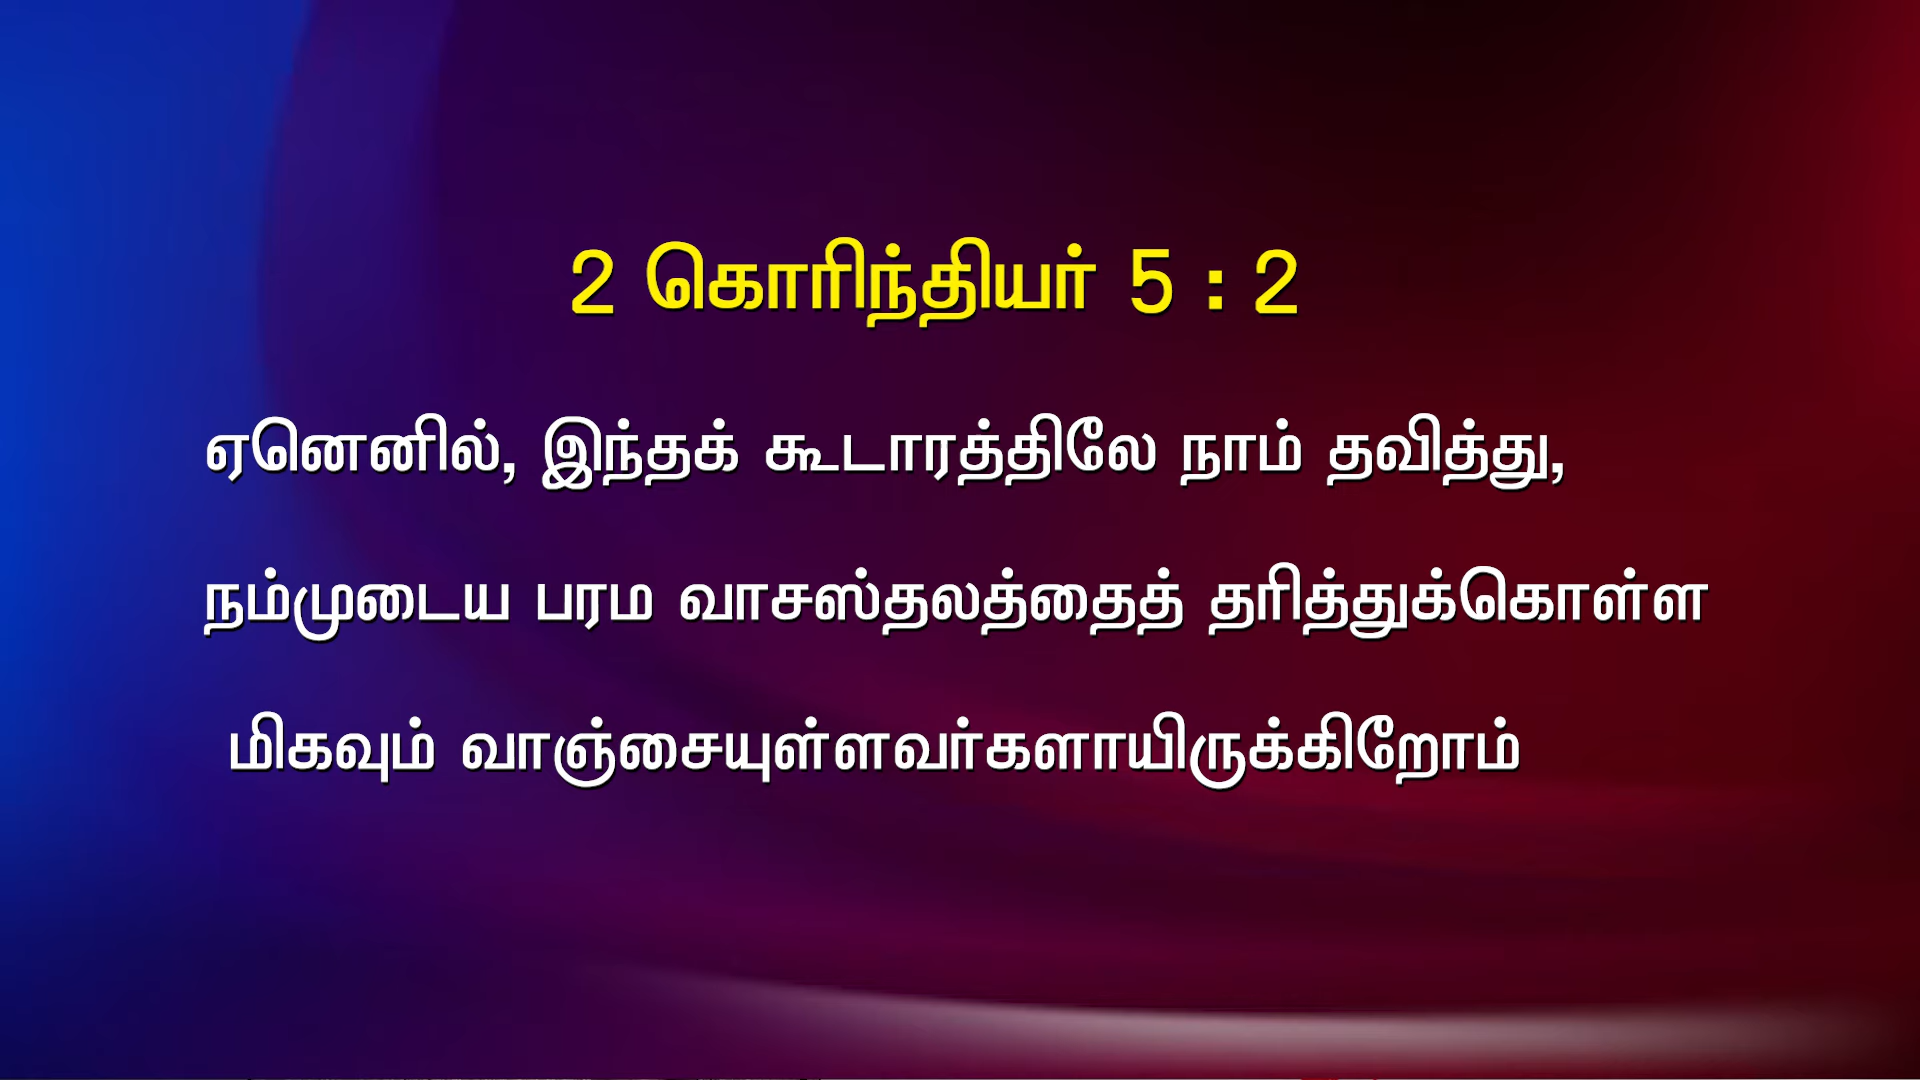 2 கொரிந்தியர் 5 : 2
ஏனெனில், இந்தக் கூடாரத்திலே நாம் தவித்து,
நம்முடைய பரம வாசஸ்தலத்தைத் தரித்துக்கொள்ள
மிகவும் வாஞ்சையுள்ளவர்களாயிருக்கிறோம்